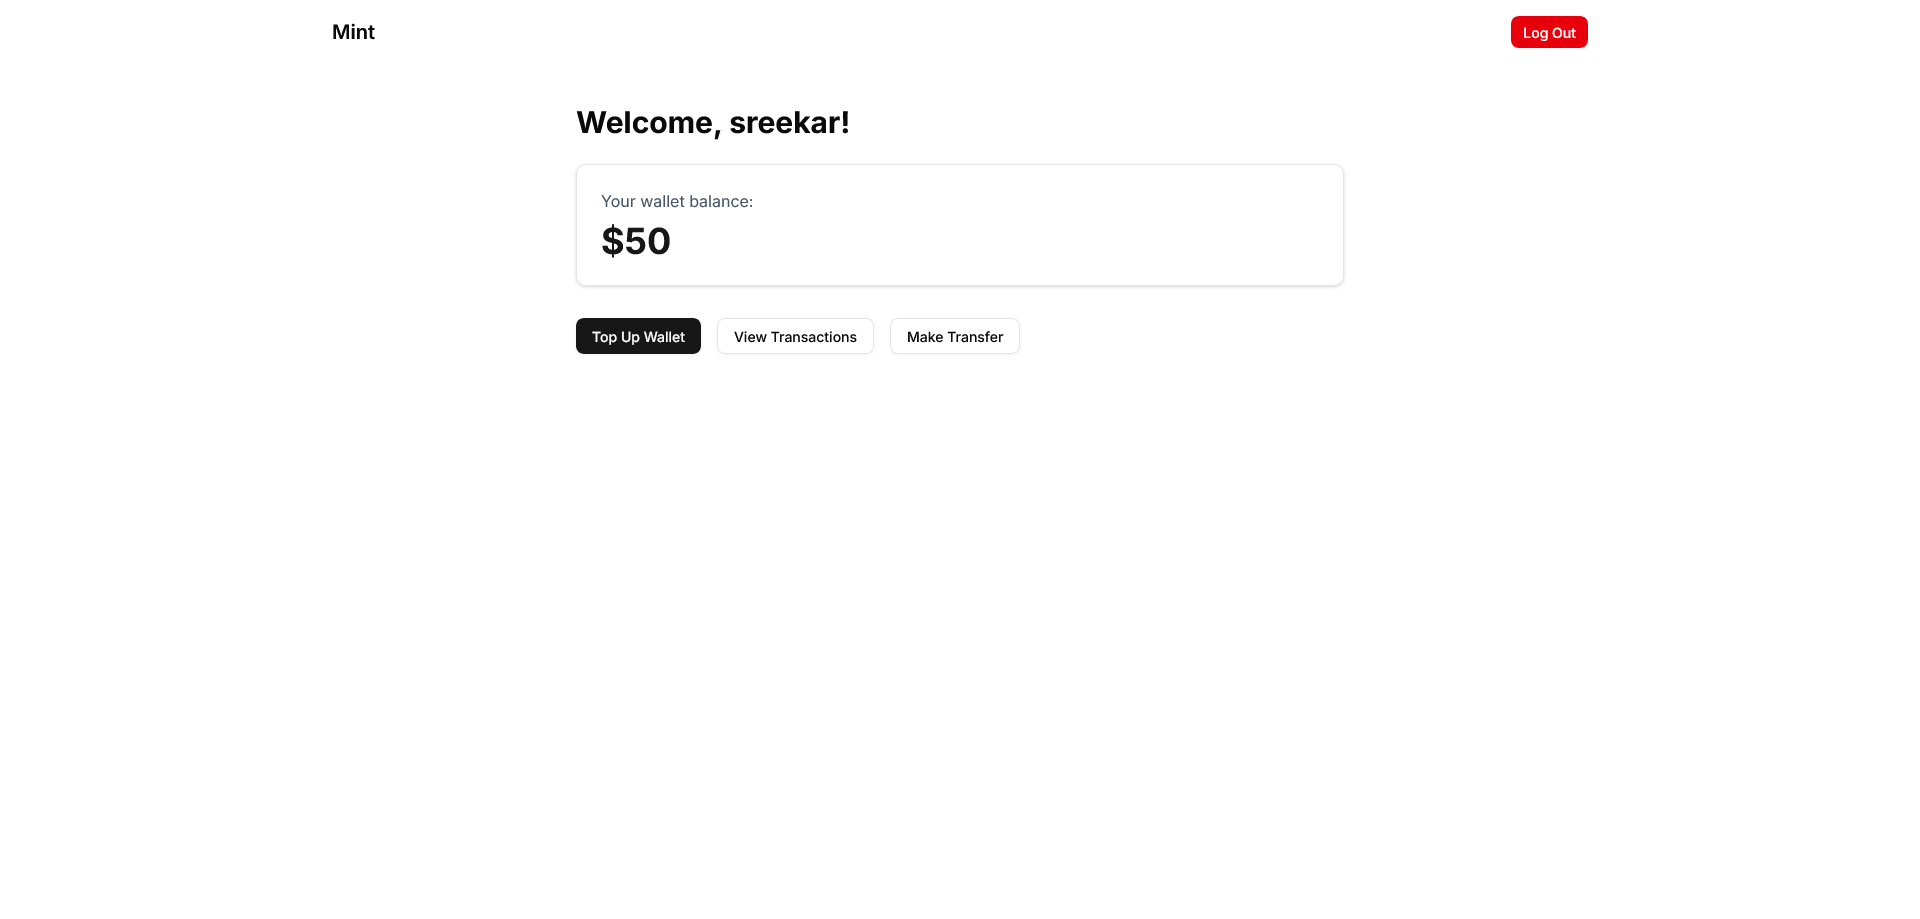 Mint
Log Out
Welcome, sreekar!
Your wallet balance:
$50
Top Up Wallet
View Transactions
Make Transfer